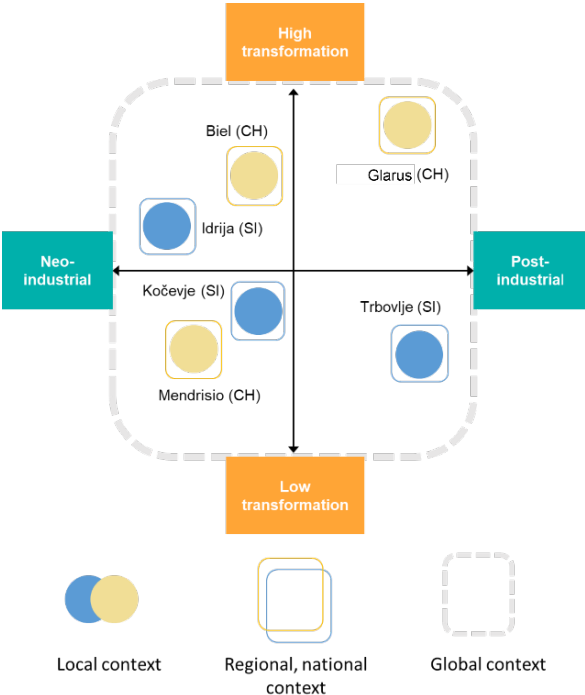 High
transformation
Biel (CH)
Glarus (CH)
Idrija (SI)
Neo-
industrial
Post-
industrial
Kočevje (SI)
Trbovlje (SI)
Mendrisio (CH)
Low
transformation
Local context
Regional, national
context
Global context